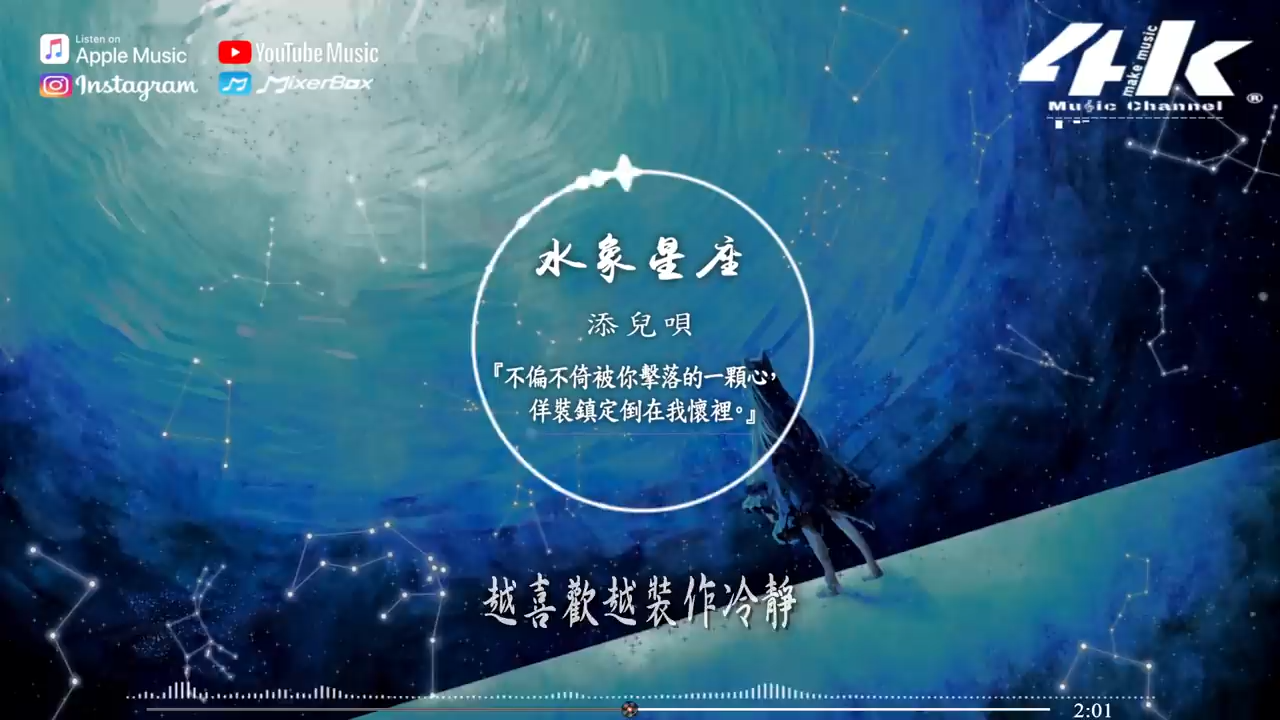 Listen on
Apple Music
YouTube Music
Instagram
MixerBox
4k
make music
Music Channel
®
水象星座
添兒唄
『不偏不倚被你擊落的一顆心，
佯裝鎮定倒在我懷裡。』
越喜歡越裝作冷靜
2:01